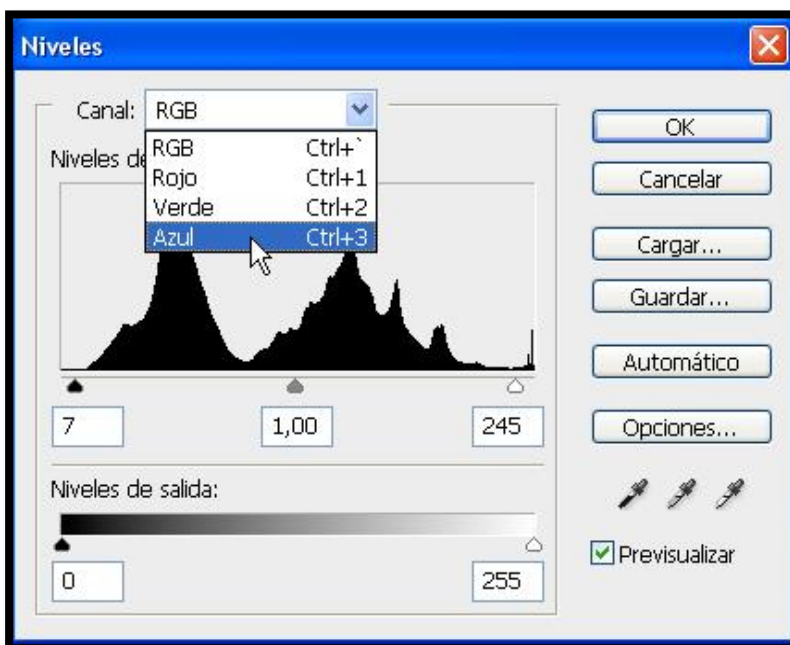 Niveles
Canal: RGB
RGB Ctrl+`
Rojo Ctrl+1
Verde Ctrl+2
Azul Ctrl+3
Niveles de
7 1,00 245
Niveles de salida:
0 255
OK
Cancelar
Cargar...
Guardar...
Automático
Opciones...
Previsualizar